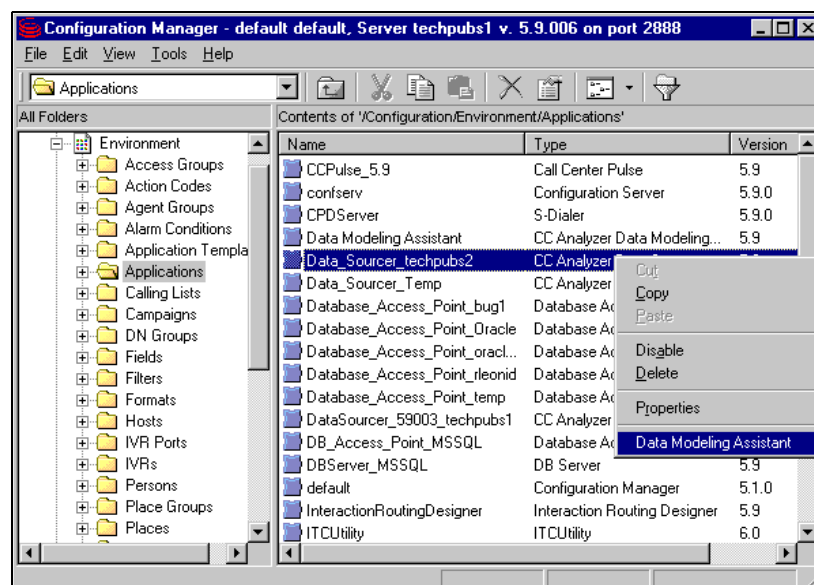 Configuration Manager - default default, Server techpubs1 v. 5.9.006 on port 2888
File Edit View Tools Help
Applications
All Folders
Contents of '/Configuration/Environment/Applications'
Environment
Access Groups
Action Codes
Agent Groups
Alarm Conditions
Application Templa
Applications
Calling Lists
Campaigns
DN Groups
Fields
Filters
Formats
Hosts
IVR Ports
IVRs
Persons
Place Groups
Places
Name Type Version
CCPulse_5.9 Call Center Pulse 5.9
confserv Configuration Server 5.9.0
CPDServer S-Dialer 5.9.0
Data Modeling Assistant CC Analyzer Data Modeling... 5.9
Data_Sourcer_techpubs2 CC Analyzer
Data_Sourcer_Temp CC Analyzer
Database_Access_Point_bug1 Database Ac
Database_Access_Point_Oracle Database Ac
Database_Access_Point_oracl... Database Ac
Database_Access_Point_rleonid Database Ac
Database_Access_Point_temp Database Ac
DataSourcer_59003_techpubs1 CC Analyzer
DB_Access_Point_MSSQL Database Ac
DBServer_MSSQL DB Server 5.9
default Configuration Manager 5.1.0
InteractionRoutingDesigner Interaction Routing Designer 5.9
ITCUtility ITCUtility 6.0
Cut
Copy
Paste
Disable
Delete
Properties
Data Modeling Assistant